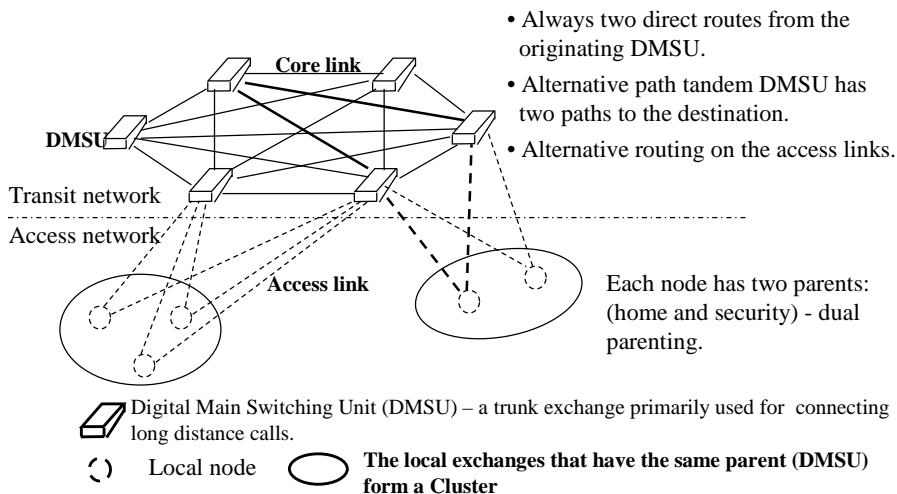 • Always two direct routes from the
originating DMSU.
• Alternative path tandem DMSU has
two paths to the destination.
• Alternative routing on the access links.
Core link
DMSU
Transit network
Access network
Access link
Each node has two parents:
(home and security) - dual
parenting.
Digital Main Switching Unit (DMSU) – a trunk exchange primarily used for connecting
long distance calls.
Local node
The local exchanges that have the same parent (DMSU)
form a Cluster